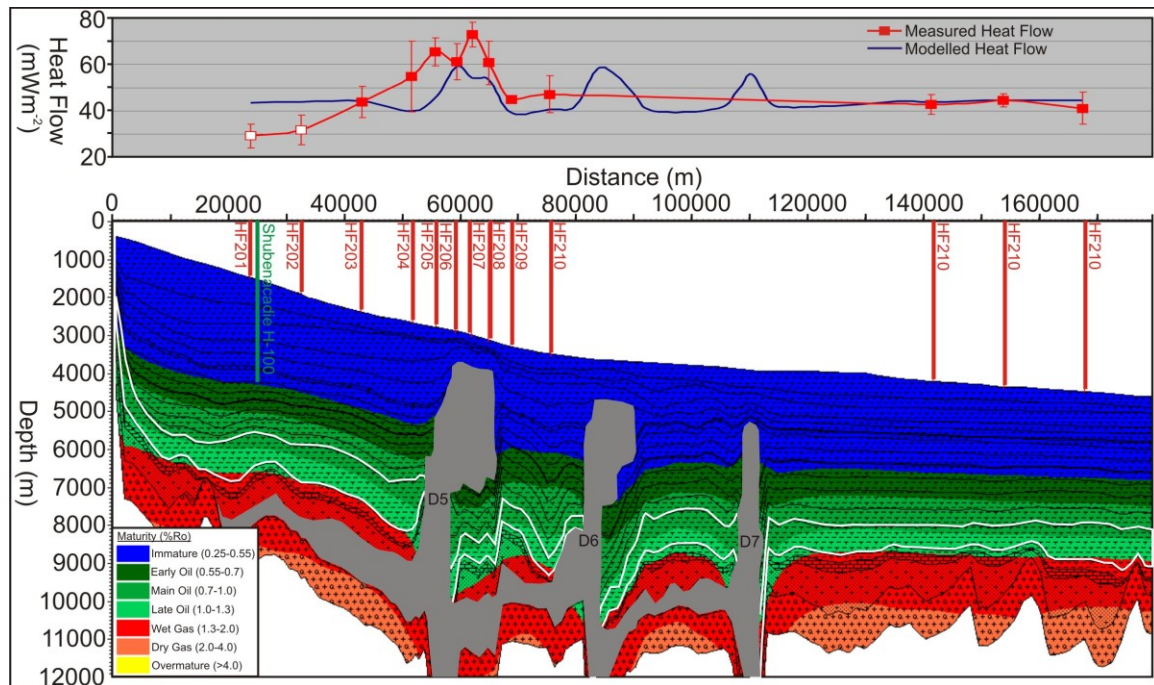 80
60
40
20
Heat Flow
(mWm-2)
Measured Heat Flow
Modelled Heat Flow
Distance (m)
0 20000 40000 60000 80000 100000 120000 140000 160000
0
1000
2000
3000
4000
5000
6000
7000
8000
9000
10000
11000
12000
Depth (m)
HF201
Shubenacadie H-100
HF202
HF203
HF204
HF205
HF206
HF207
HF208
HF209
HF210
HF210
HF210
HF210
D5
D6
D7
Maturity (%Ro)
Immature (0.25-0.55)
Early Oil (0.55-0.7)
Main Oil (0.7-1.0)
Late Oil (1.0-1.3)
Wet Gas (1.3-2.0)
Dry Gas (2.0-4.0)
Overmature (>4.0)